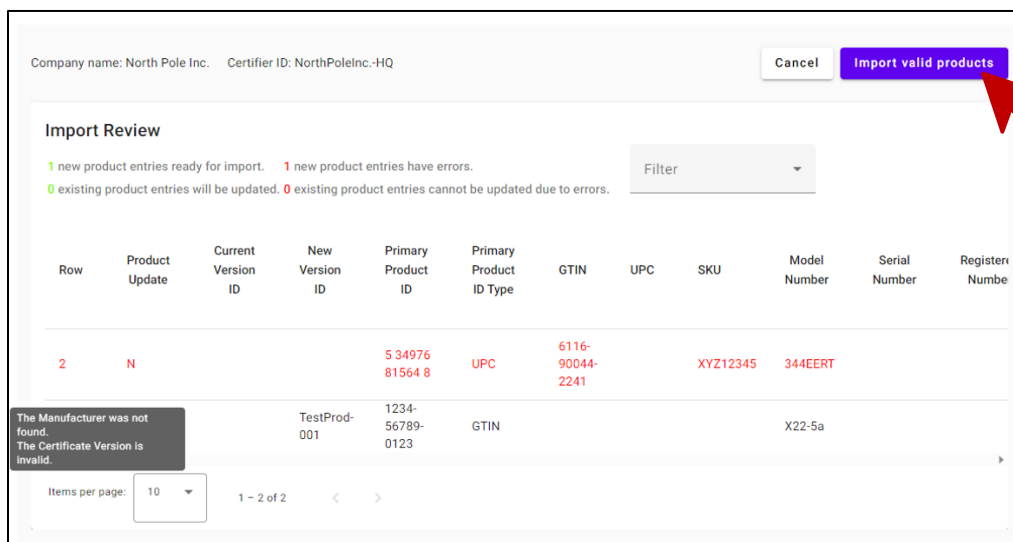 Company name: North Pole Inc. Certifier ID: NorthPoleInc.-HQ Cancel Import valid products
Import Review
1 new product entries ready for import. 1 new product entries have errors.
0 existing product entries will be updated. 0 existing product entries cannot be updated due to errors.
Filter
Row Product Update Current Version ID New Version ID Primary Product ID Primary Product ID Type GTIN UPC SKU Model Number Serial Number Registere Numbe
2 N 5 34976 81564 8 UPC 6116-90044-2241 XYZ12345 344EERT
TestProd-001 1234-56789-0123 GTIN X22-5a
The Manufacturer was not
found.
The Certificate Version is
invalid.
Items per page: 10 1 – 2 of 2